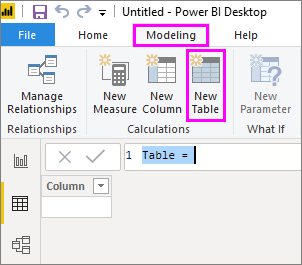 Untitled - Power BI Desktop
File Home Modeling Help
Manage Relationships
New Measure
New Column
New Table
New Parameter
Relationships Calculations What If
1 Table =
Column